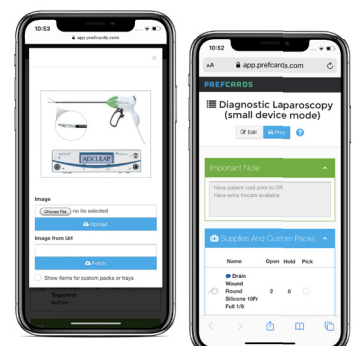 10:53
app.prefcards.com
×
AESCULAP
Image
Choose File no file selected
Upload
Image from Url
Fetch
Show items for custom packs or trays
10:52
AA
app.prefcards.com
PREFCARDS
Diagnostic Laparoscopy
(small device mode)
Edit
Print
?
Important Note
Have patient void prior to OR
Have extra trocars available
Supplies And Custom Packs
Name Open Hold Pick
Drain
Wound
Round 2 0
Silicone 10Fr
Full 1/8